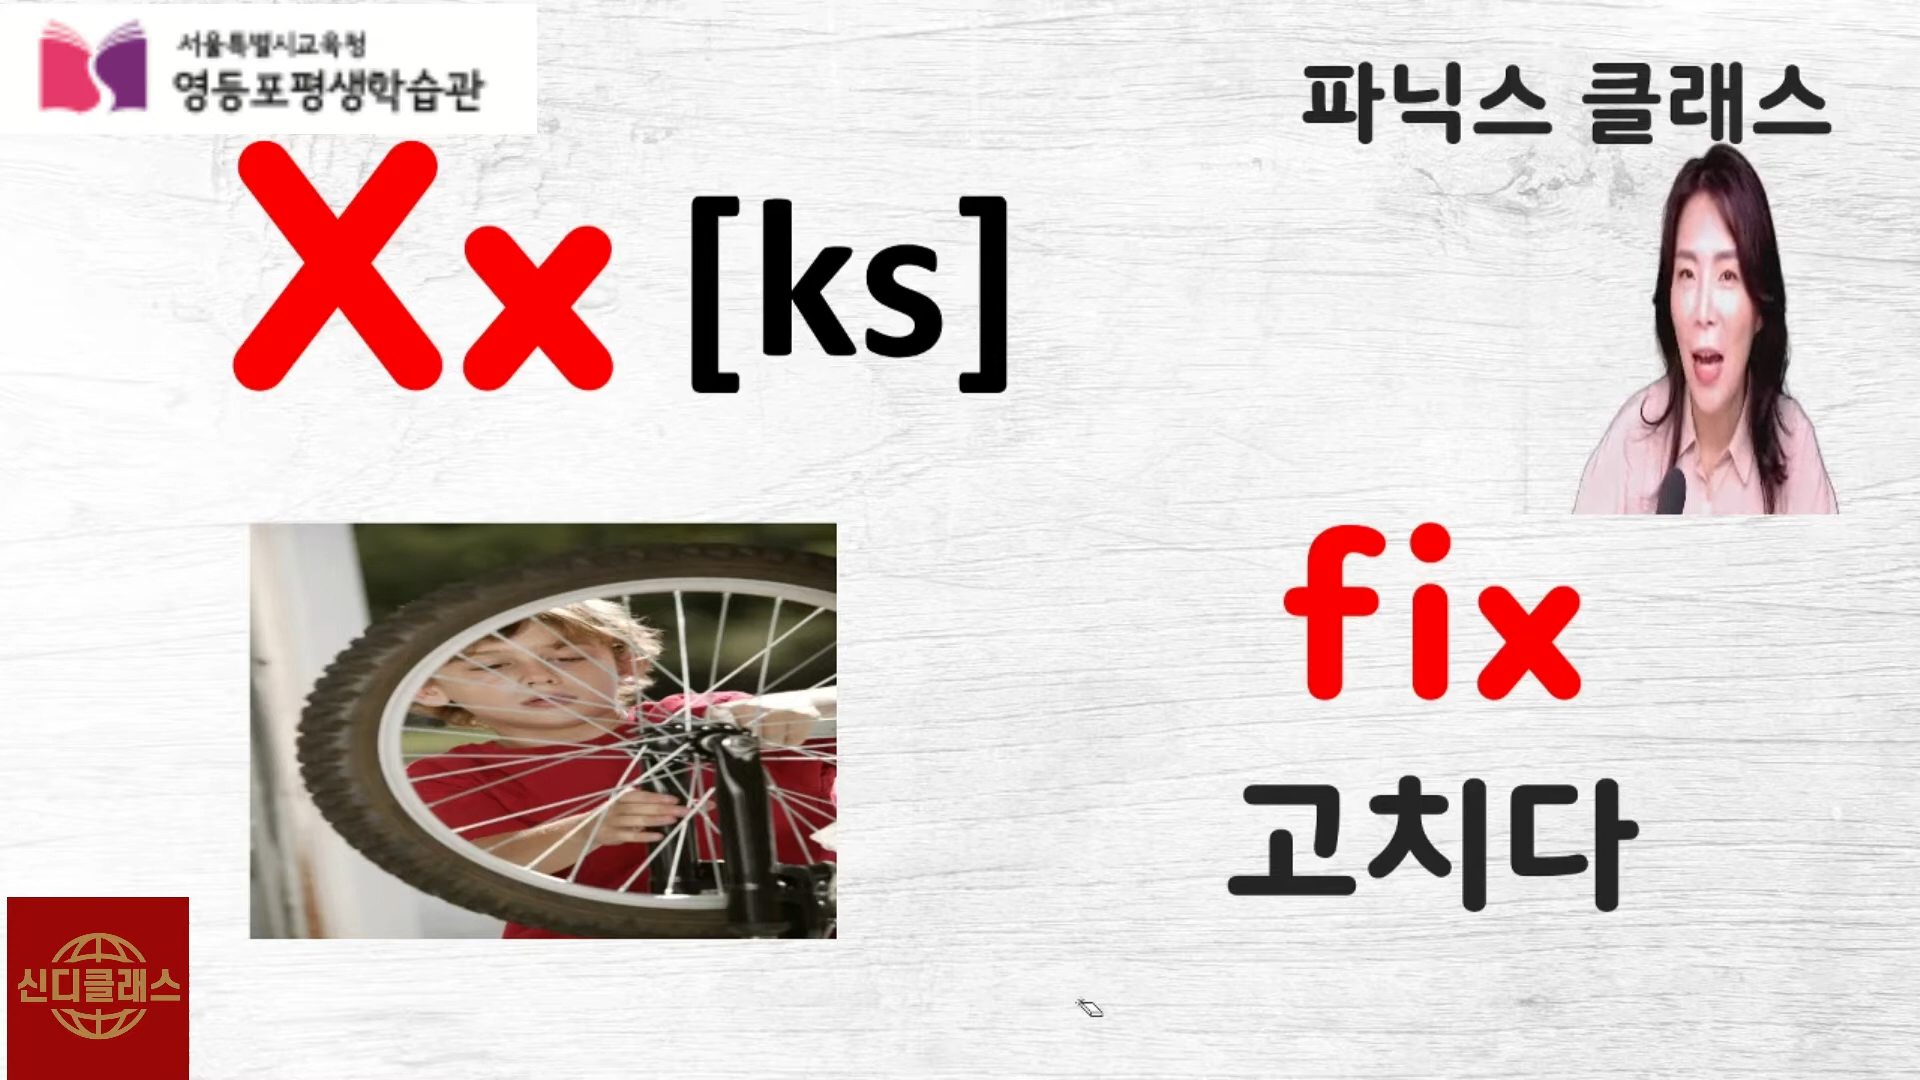 서울특별시교육청
영등포평생학습관
파닉스 클래스
Xx [ks]
fix
고치다
신디클래스